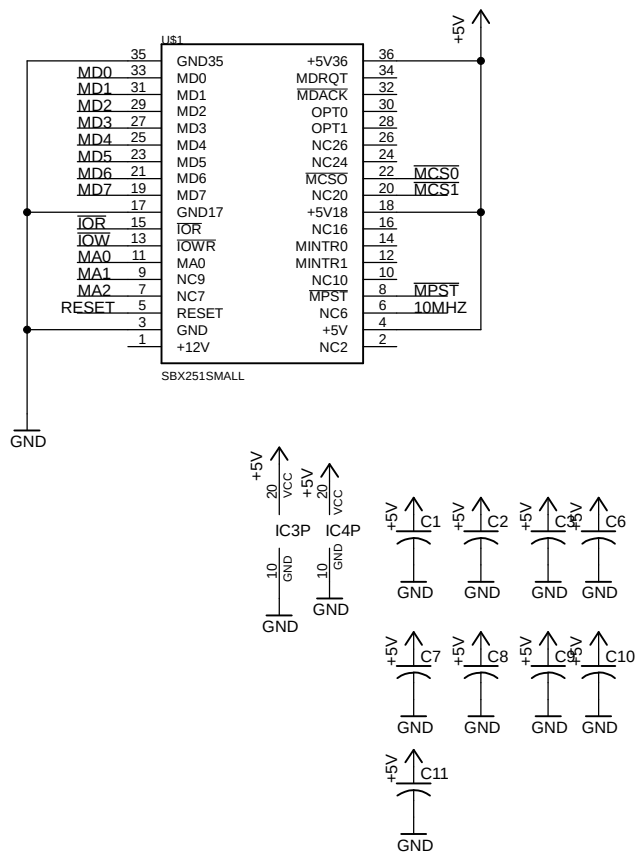 +5V
U$1
35 GND35 +5V36 36
MD0 33 MD0 MDRQT 34
MD1 31 MD1 MDACK 32
MD2 29 MD2 OPT0 30
MD3 27 MD3 OPT1 28
MD4 25 MD4 NC26 26
MD5 23 MD5 NC24 24
MD6 21 MD6 MCSO 22 MCS0
MD7 19 MD7 NC20 20 MCS1
17 GND17 +5V18 18
IOR 15 IOR NC16 16
IOW 13 IOWR MINTR0 14
MA0 11 MA0 MINTR1 12
MA1 9 NC9 NC10 10
MA2 7 NC7 MPST 8 MPST
RESET 5 RESET NC6 6 10MHZ
3 GND +5V 4
1 +12V NC2 2
SBX251SMALL
GND
+5V +5V
20 VCC 20 VCC
IC3P IC4P
10 GND 10 GND
GND GND
+5V C1 +5V C2 +5V C3 +5V C6
GND GND GND GND
+5V C7 +5V C8 +5V C9 +5V C10
GND GND GND GND
+5V C11
GND